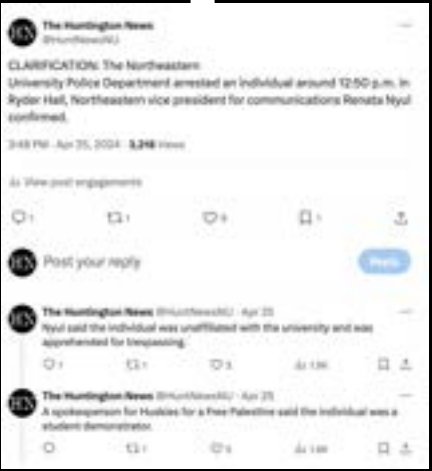 The Huntington News
@HuntNewsNU
CLARIFICATION: The Northeastern
University Police Department arrested an individual around 12:50 p.m. in
Ryder Hall, Northeastern vice president for communications Renata Nyul
confirmed.
3:48 PM · Apr 25, 2024 · 3,218 Views
View post engagements
1 1 1
Post your reply
Reply
The Huntington News @HuntNewsNU · Apr 25
Nyul said the individual was unaffiliated with the university and was
apprehended for trespassing.
The Huntington News @HuntNewsNU · Apr 25
A spokesperson for Huskies for a Free Palestine said the individual was a
student demonstrator.